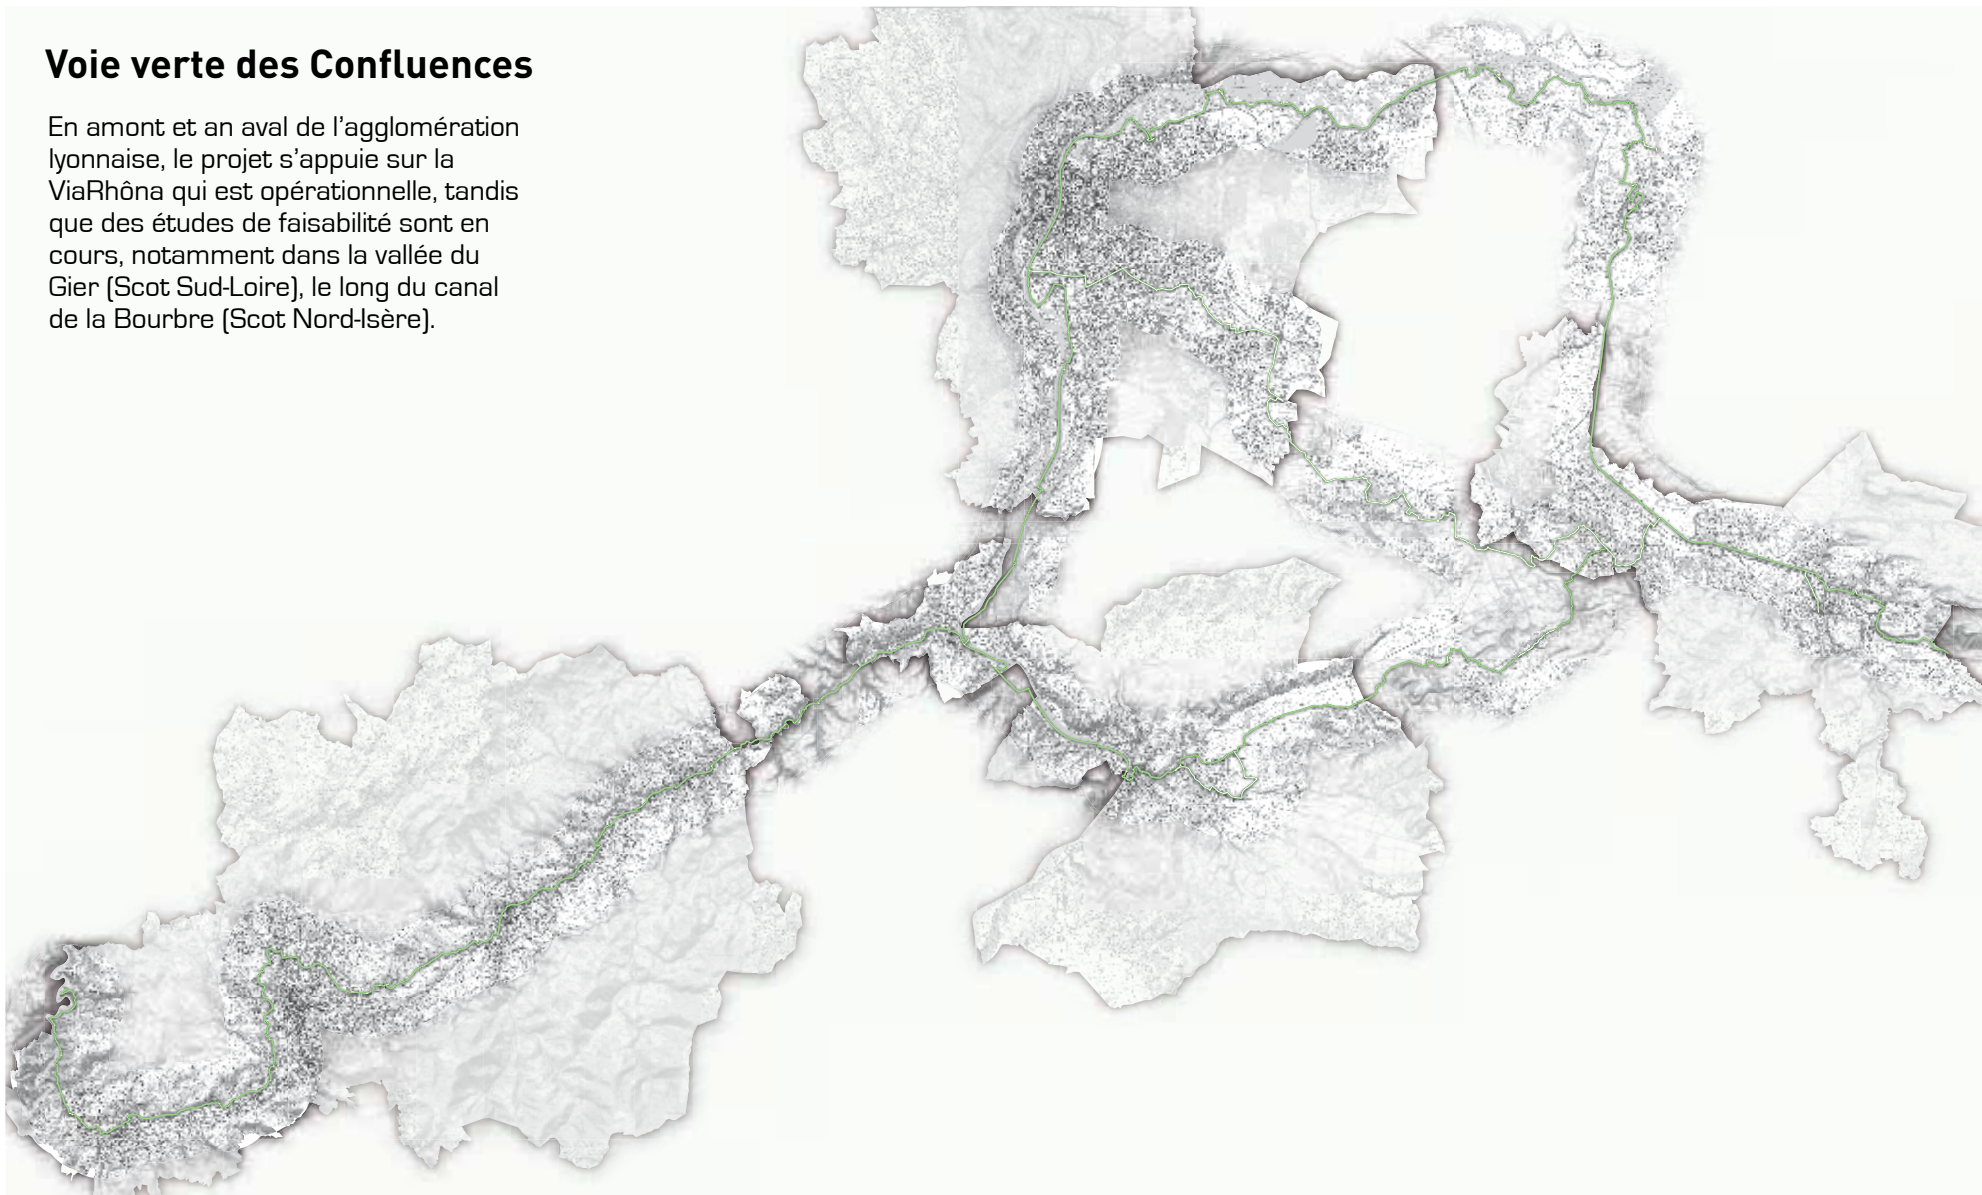 Voie verte des Confluences
En amont et an aval de l’agglomération
lyonnaise, le projet s’appuie sur la
ViaRhôna qui est opérationnelle, tandis
que des études de faisabilité sont en
cours, notamment dans la vallée du
Gier (Scot Sud-Loire), le long du canal
de la Bourbre (Scot Nord-Isère).